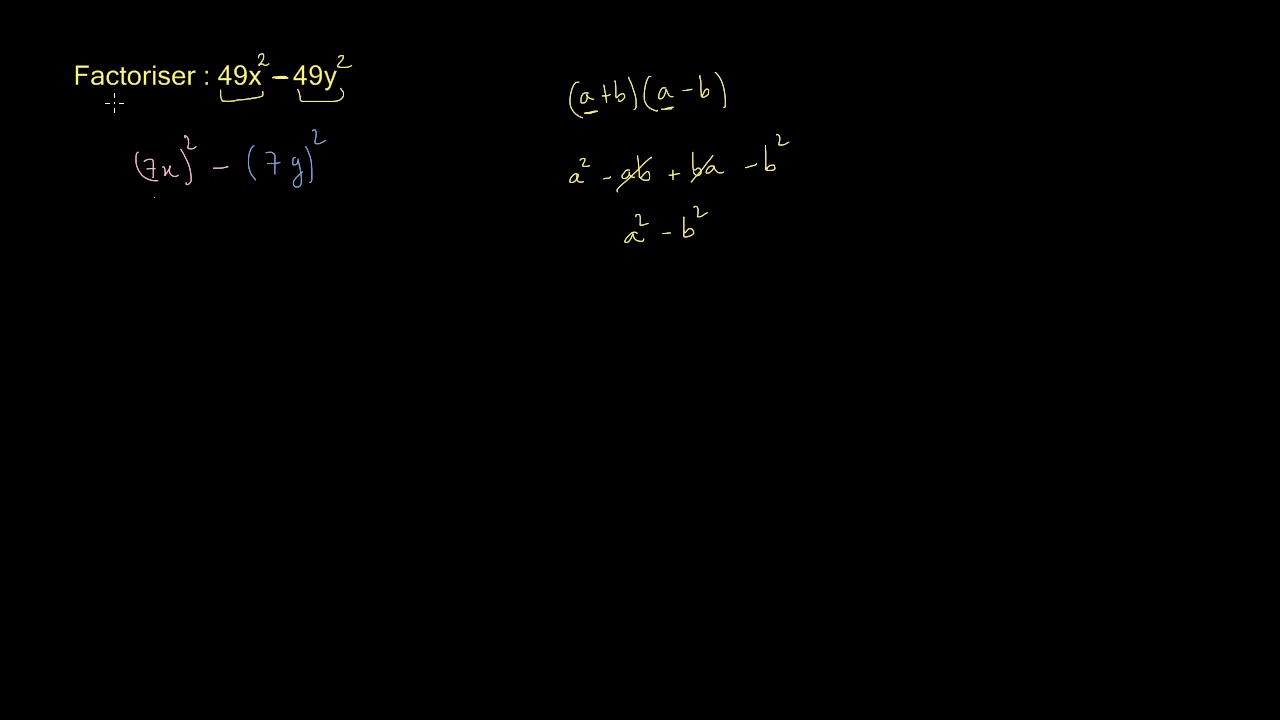 Factoriser : 49x² – 49y²
(7x)² – (7y)²
(a+b)(a–b)
a² – ab + ba – b²
a² – b²